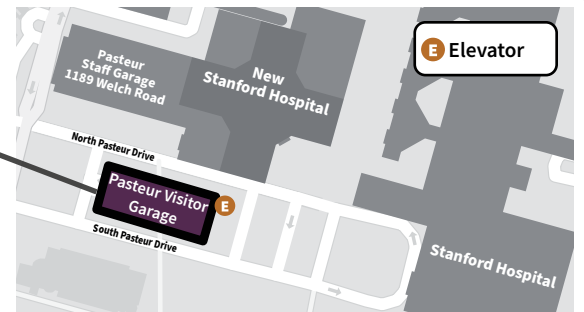 E Elevator
Pasteur
Staff Garage
1189 Welch Road
New
Stanford Hospital
North Pasteur Drive
Pasteur Visitor
Garage
E
South Pasteur Drive
Stanford Hospital